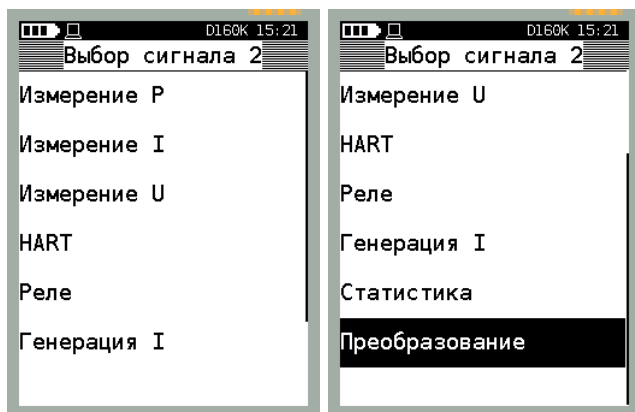 D160K 15:21
Выбор сигнала 2
Измерение P
Измерение I
Измерение U
HART
Реле
Генерация I
D160K 15:21
Выбор сигнала 2
Измерение U
HART
Реле
Генерация I
Статистика
Преобразование